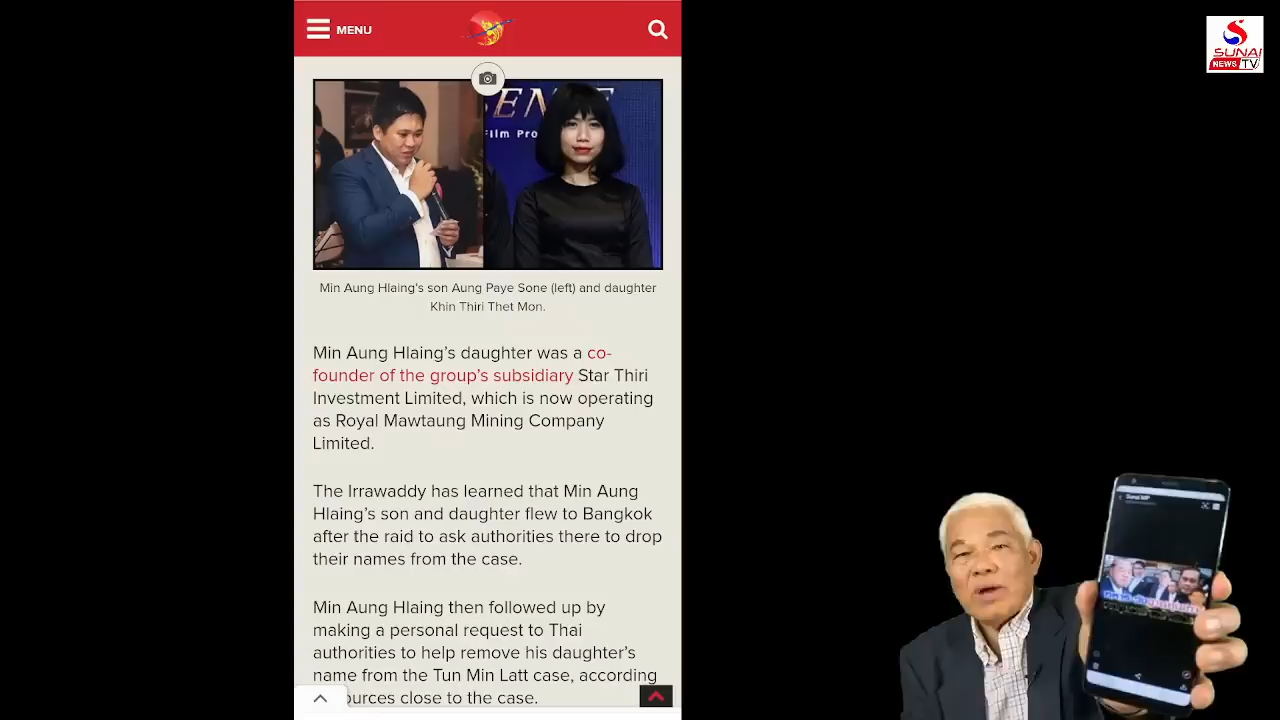 MENU
SUNAI
NEWS TV
ENSE
Film Pro
Min Aung Hlaing's son Aung Paye Sone (left) and daughter
Khin Thiri Thet Mon.
Min Aung Hlaing's daughter was a co-
founder of the group's subsidiary Star Thiri
Investment Limited, which is now operating
as Royal Mawtaung Mining Company
Limited.
The Irrawaddy has learned that Min Aung
Hlaing's son and daughter flew to Bangkok
after the raid to ask authorities there to drop
their names from the case.
Min Aung Hlaing then followed up by
making a personal request to Thai
authorities to help remove his daughter's
name from the Tun Min Latt case, according
ources close to the case.